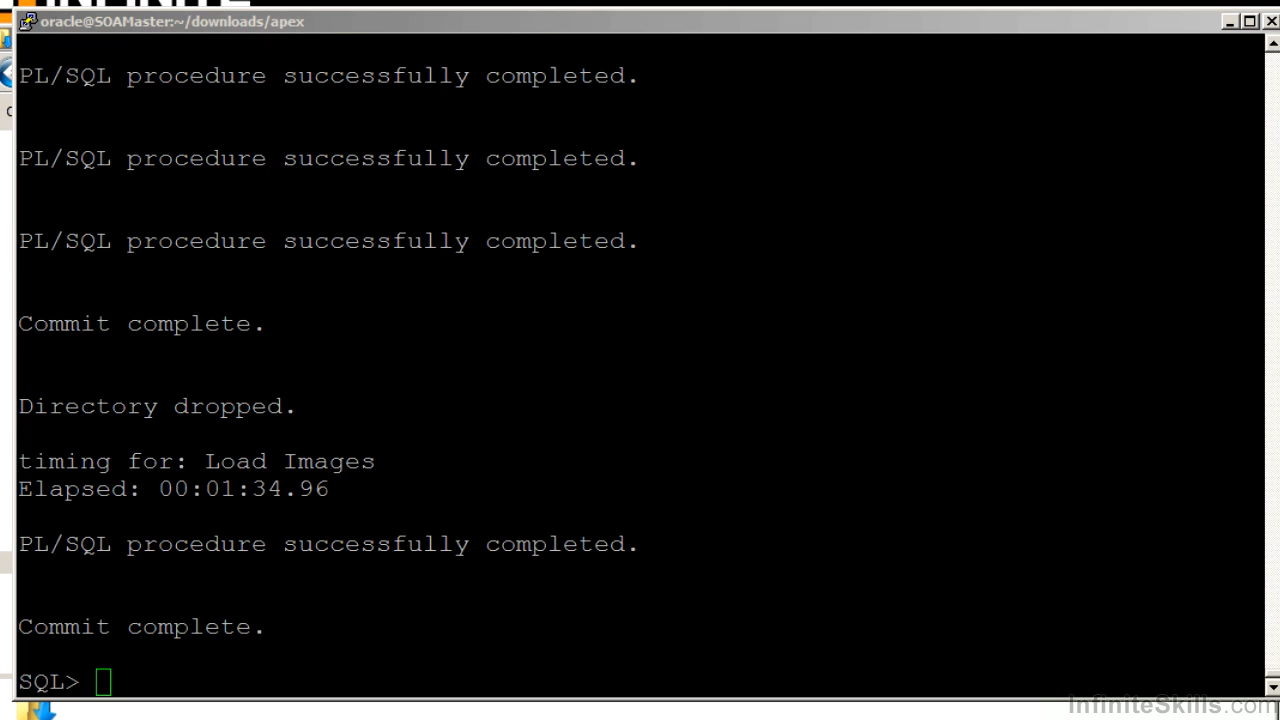 oracle@SOAMaster:~/downloads/apex
PL/SQL procedure successfully completed.
PL/SQL procedure successfully completed.
PL/SQL procedure successfully completed.
Commit complete.
Directory dropped.
timing for: Load Images
Elapsed: 00:01:34.96
PL/SQL procedure successfully completed.
Commit complete.
SQL>
InfiniteSkills.com